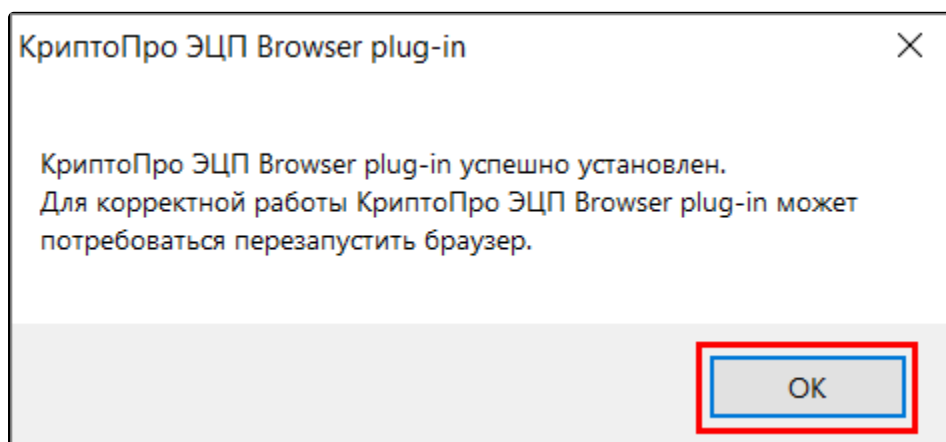 КриптоПро ЭЦП Browser plug-in
КриптоПро ЭЦП Browser plug-in успешно установлен.
Для корректной работы КриптоПро ЭЦП Browser plug-in может
потребоваться перезапустить браузер.
ОК